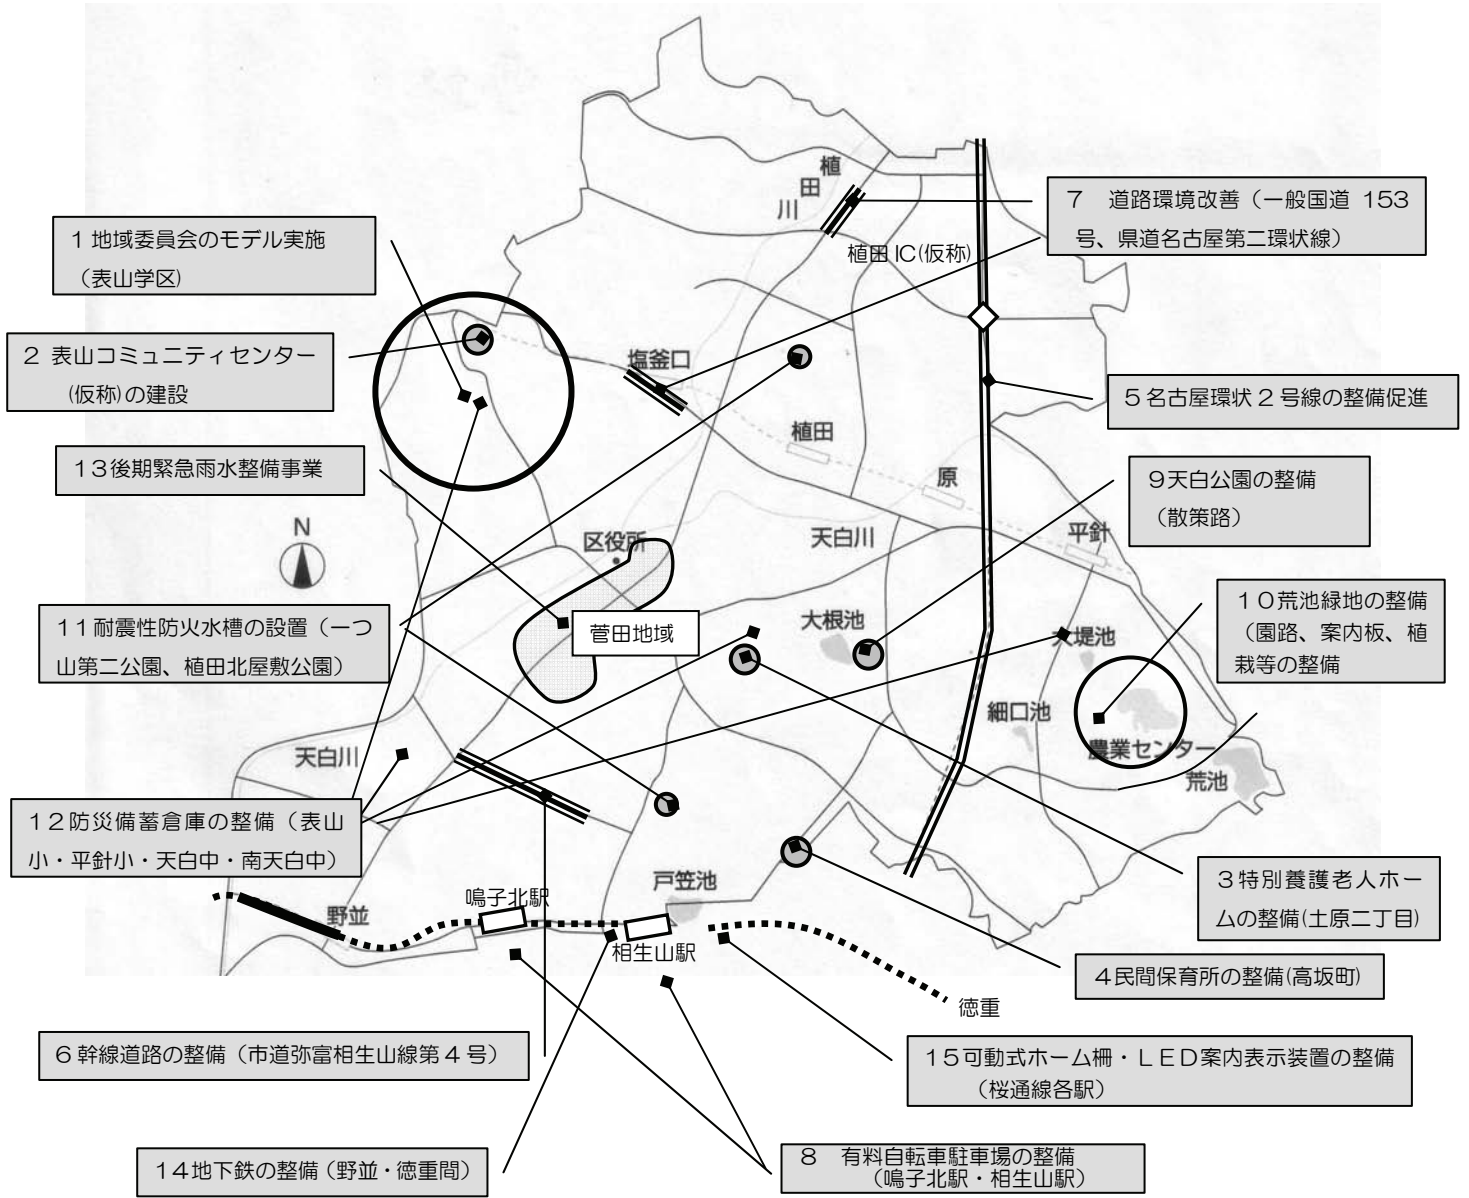 植
田
川
7　道路環境改善（一般国道 153
号、県道名古屋第二環状線）
1 地域委員会のモデル実施
（表山学区）
植田 IC(仮称)
2 表山コミュニティセンター
(仮称)の建設
塩釜口
5 名古屋環状 2 号線の整備促進
植田
13後期緊急雨水整備事業
原
9天白公園の整備
（散策路）
N
区役所
天白川
平針
11耐震性防火水槽の設置（一つ
山第二公園、植田北屋敷公園）
菅田地域
大根池
大堤池
10荒池緑地の整備
（園路、案内板、植
栽等の整備
細口池
農業センター
荒池
天白川
12防災備蓄倉庫の整備（表山
小・平針小・天白中・南天白中）
3特別養護老人ホー
ムの整備(土原二丁目)
戸笠池
鳴子北駅
野並
相生山駅
4民間保育所の整備(高坂町)
徳重
6 幹線道路の整備（市道弥富相生山線第 4 号）
15可動式ホーム柵・ＬＥＤ案内表示装置の整備
（桜通線各駅）
14地下鉄の整備（野並・徳重間）
8　有料自転車駐車場の整備
（鳴子北駅・相生山駅）